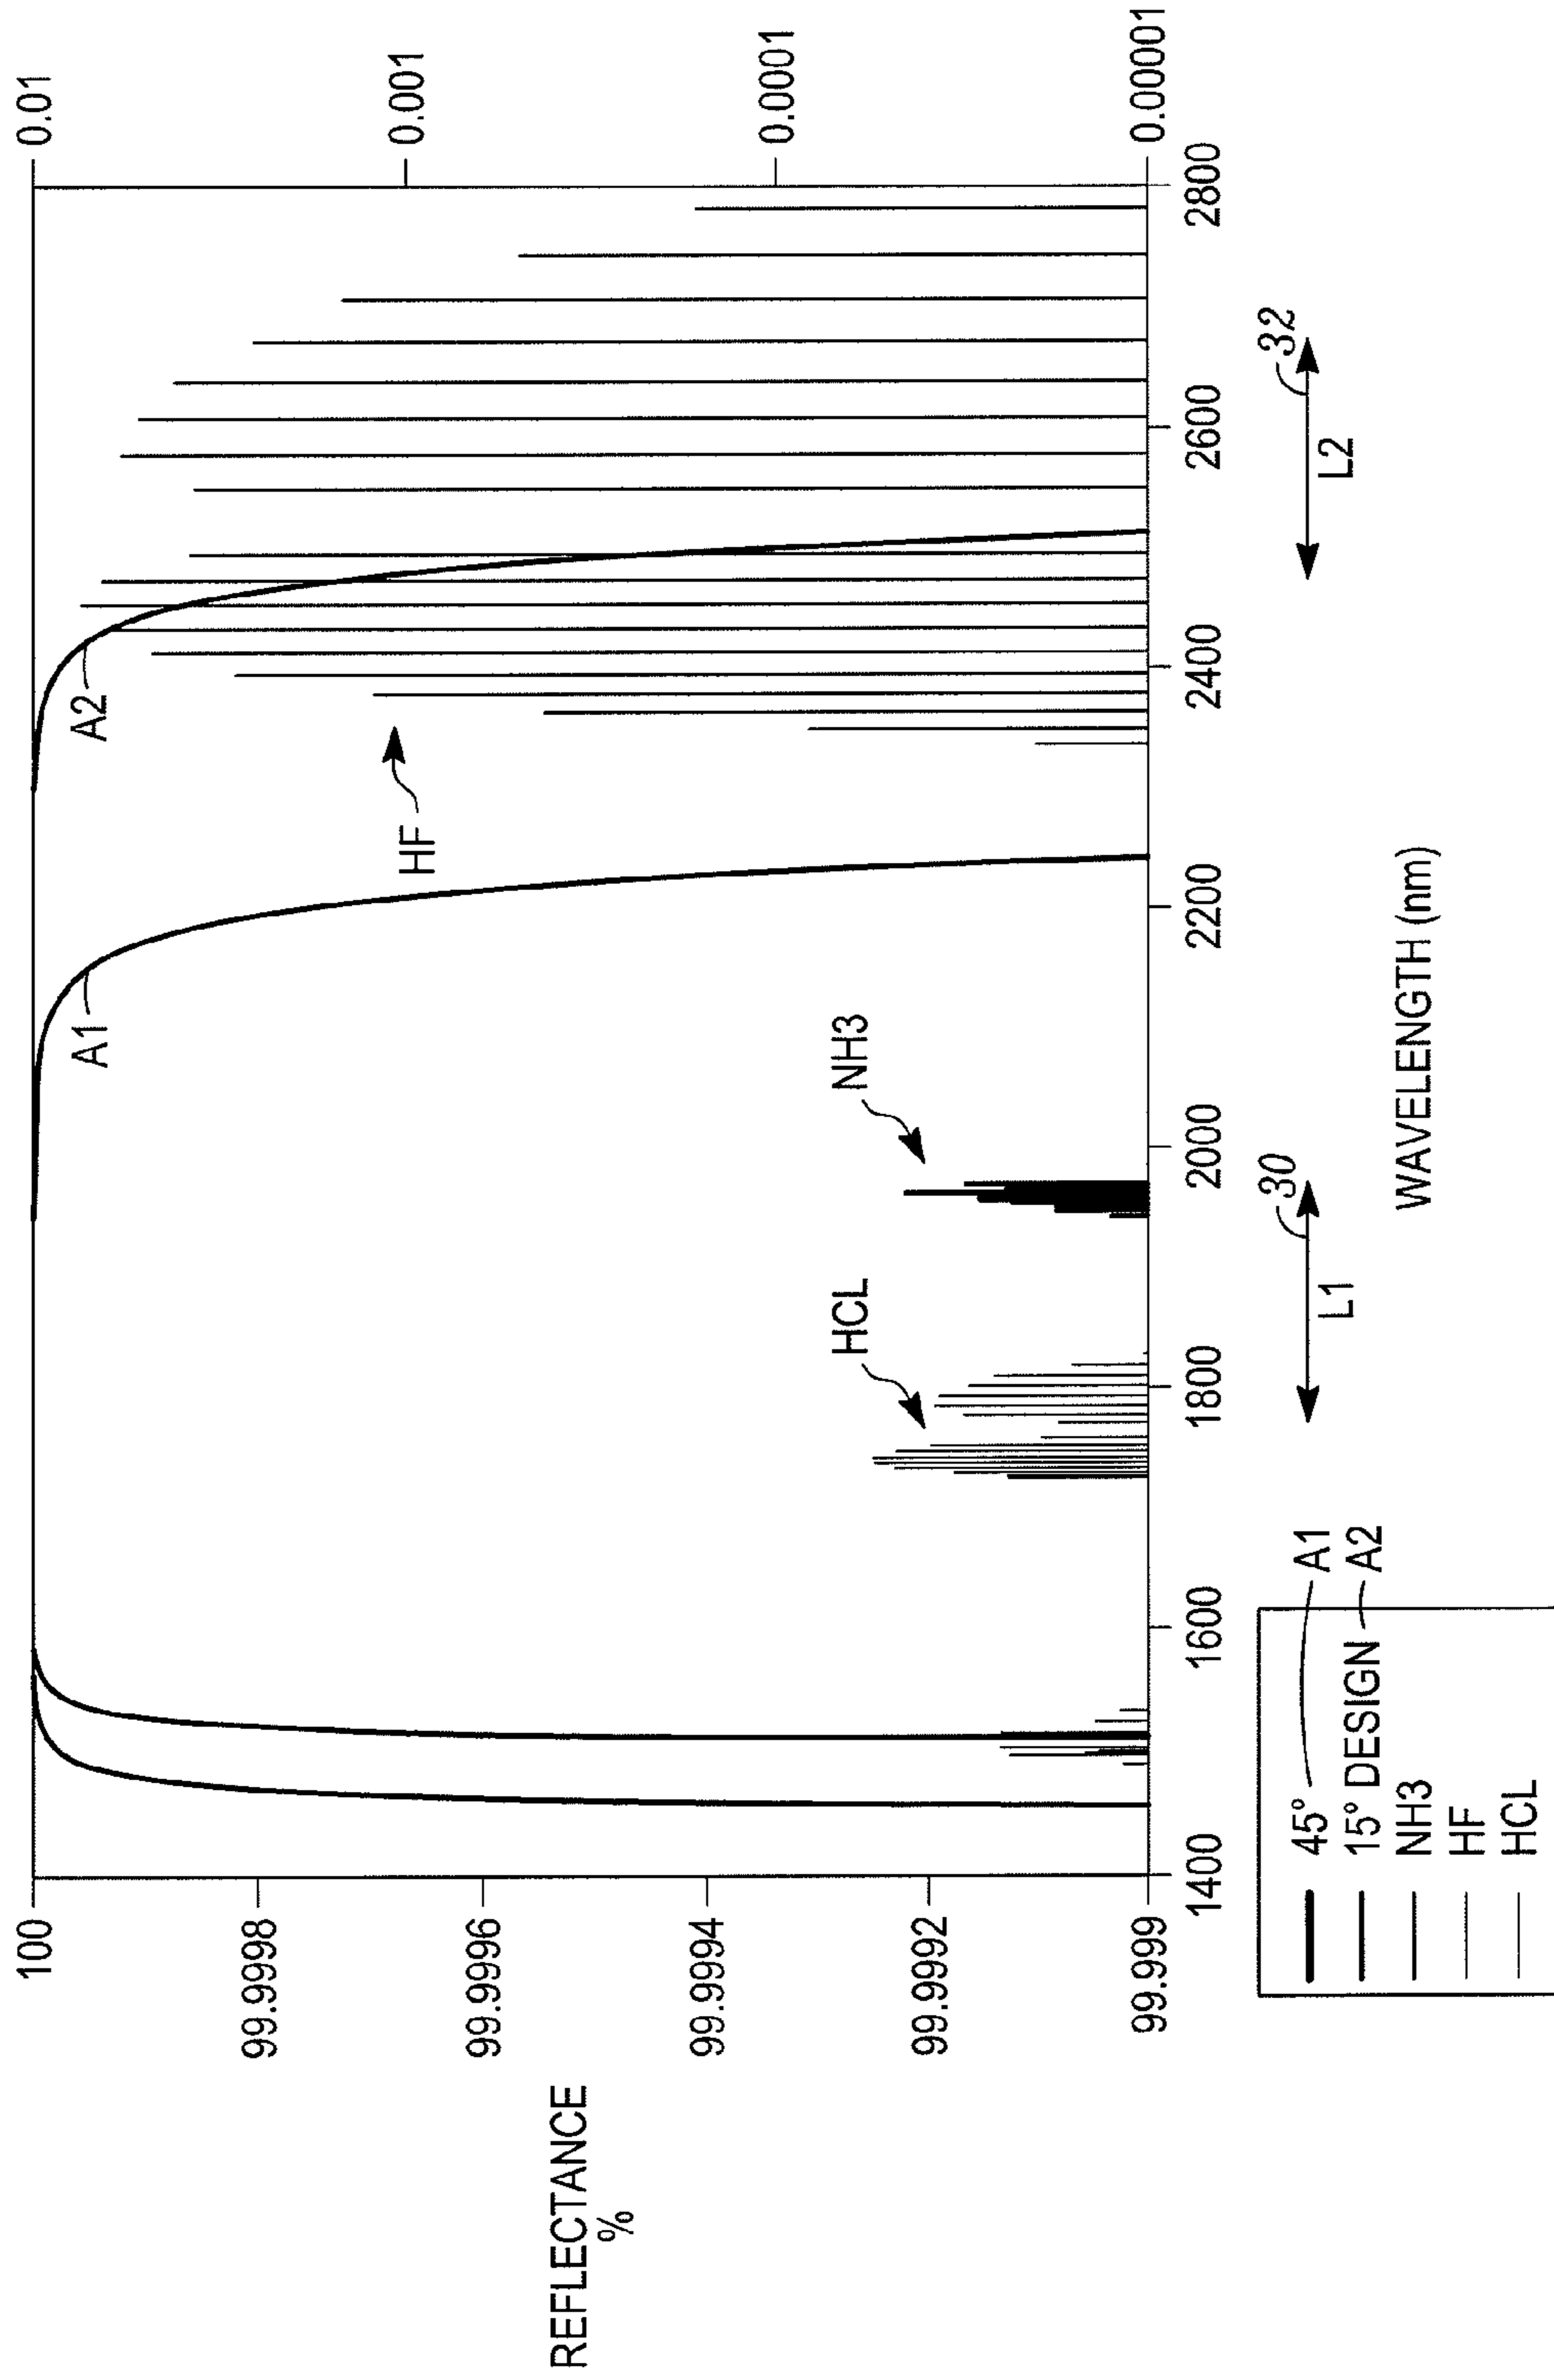 REFLECTANCE
%
100
99.9998
99.9996
99.9994
99.9992
99.999
0.01
0.001
0.0001
0.00001
A1
A2
HF
HCL
NH3
1400
1600
1800
2000
2200
2400
2600
2800
30
32
L1
L2
WAVELENGTH (nm)
45° A1
15° DESIGN A2
NH3
HF
HCL